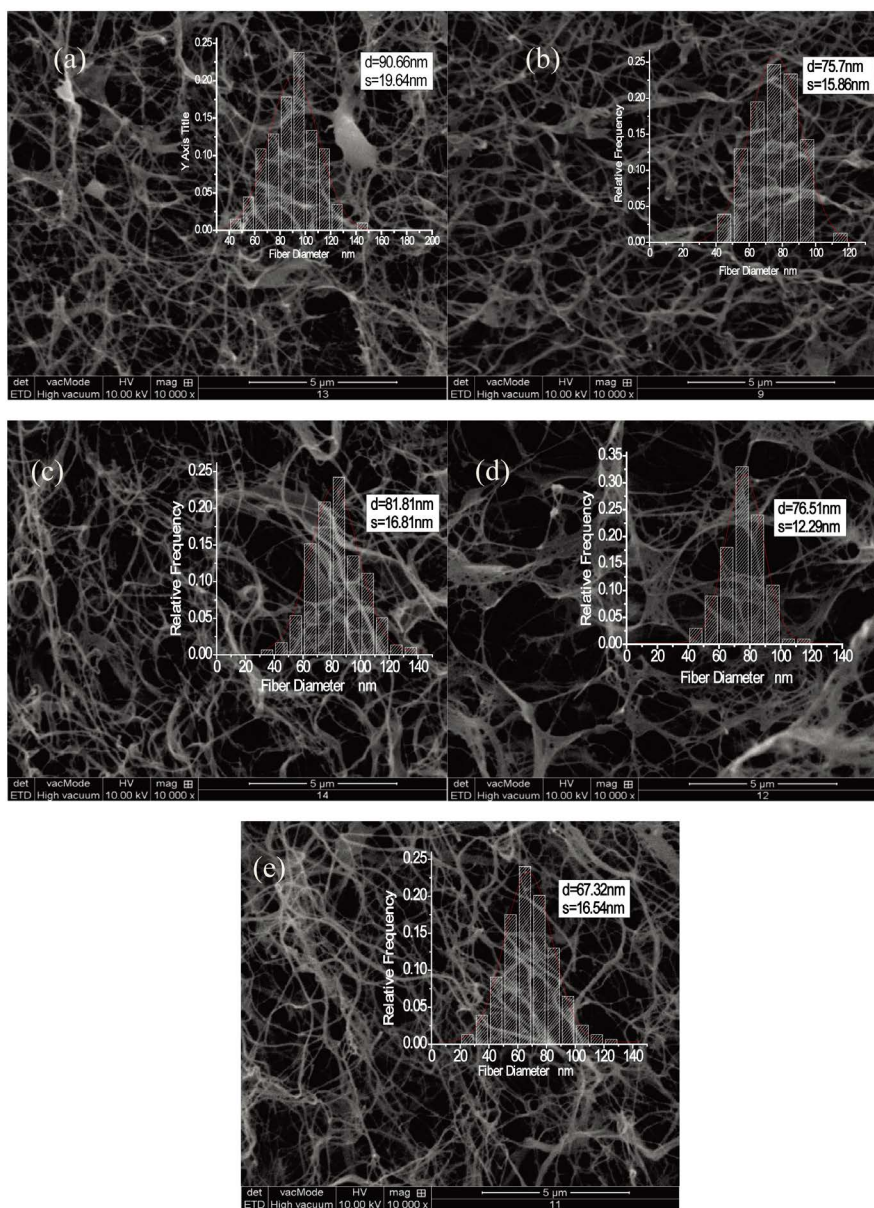 (a)
d=90.66nm
s=19.64nm
Y Axis Title
0.25
0.20
0.15
0.10
0.05
0.00
40 60 80 100 120 140 160 180 200
Fiber Diameter nm
det vacMode HV mag 5 µm
ETD High vacuum 10.00 kV 10 000 x 13
(b)
d=75.7nm
s=15.86nm
Relative Frequency
0.25
0.20
0.15
0.10
0.05
0.00
0 20 40 60 80 100 120
Fiber Diameter nm
det vacMode HV mag 5 µm
ETD High vacuum 10.00 kV 10 000 x 9
(c)
d=81.81nm
s=16.81nm
Relative Frequency
0.25
0.20
0.15
0.10
0.05
0.00
0 20 40 60 80 100 120 140
Fiber Diameter nm
det vacMode HV mag 5 µm
ETD High vacuum 10.00 kV 10 000 x 14
(d)
d=76.51nm
s=12.29nm
Relative Frequency
0.35
0.30
0.25
0.20
0.15
0.10
0.05
0.00
0 20 40 60 80 100 120 140
Fiber Diameter nm
det vacMode HV mag 5 µm
ETD High vacuum 10.00 kV 10 000 x 12
(e)
d=67.32nm
s=16.54nm
Relative Frequency
0.25
0.20
0.15
0.10
0.05
0.00
0 20 40 60 80 100 120 140
Fiber Diameter nm
det vacMode HV mag 5 µm
ETD High vacuum 10.00 kV 10 000 x 11